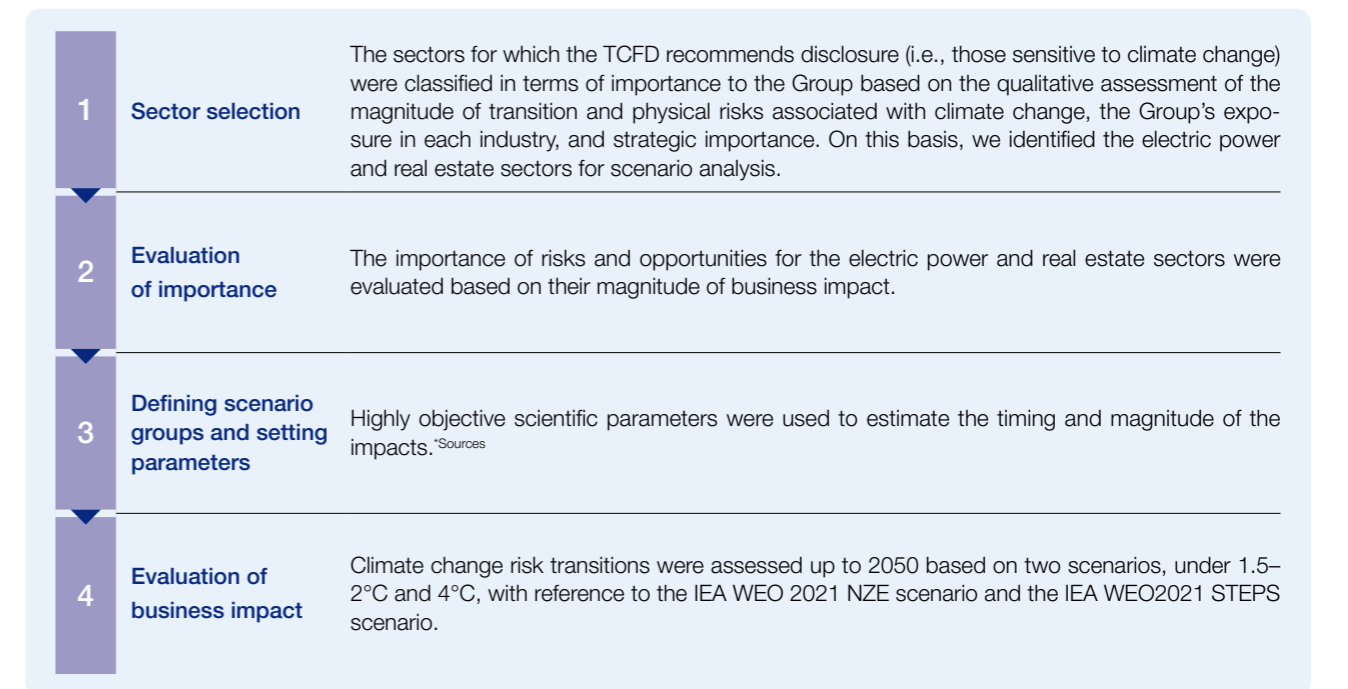 1
Sector selection
The sectors for which the TCFD recommends disclosure (i.e., those sensitive to climate change)
were classified in terms of importance to the Group based on the qualitative assessment of the
magnitude of transition and physical risks associated with climate change, the Group's expo-
sure in each industry, and strategic importance. On this basis, we identified the electric power
and real estate sectors for scenario analysis.
2
Evaluation
of importance
The importance of risks and opportunities for the electric power and real estate sectors were
evaluated based on their magnitude of business impact.
3
Defining scenario
groups and setting
parameters
Highly objective scientific parameters were used to estimate the timing and magnitude of the
impacts.*Sources
4
Evaluation of
business impact
Climate change risk transitions were assessed up to 2050 based on two scenarios, under 1.5–
2°C and 4°C, with reference to the IEA WEO 2021 NZE scenario and the IEA WEO2021 STEPS
scenario.